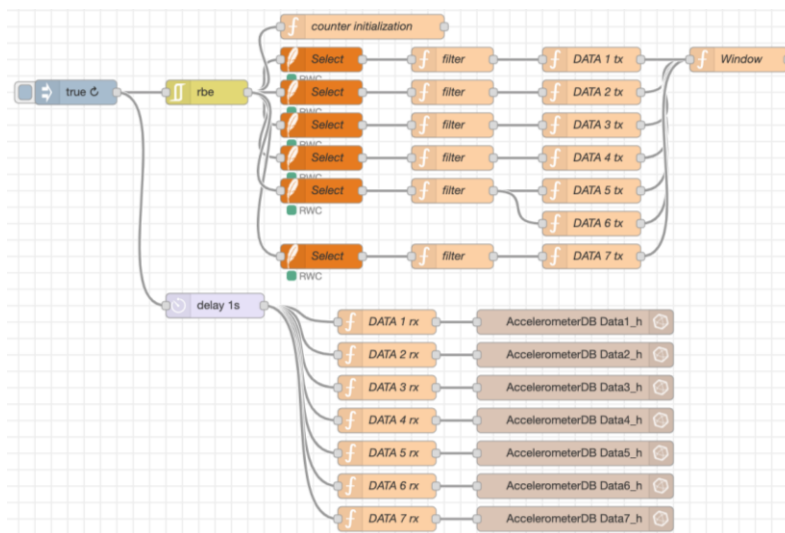 counter initialization
Select filter DATA 1 tx Window
RWC
true ↻ rbe Select filter DATA 2 tx
RWC
Select filter DATA 3 tx
RWC
Select filter DATA 4 tx
RWC
Select filter DATA 5 tx
RWC
DATA 6 tx
Select filter DATA 7 tx
RWC
delay 1s
DATA 1 rx AccelerometerDB Data1_h
DATA 2 rx AccelerometerDB Data2_h
DATA 3 rx AccelerometerDB Data3_h
DATA 4 rx AccelerometerDB Data4_h
DATA 5 rx AccelerometerDB Data5_h
DATA 6 rx AccelerometerDB Data6_h
DATA 7 rx AccelerometerDB Data7_h